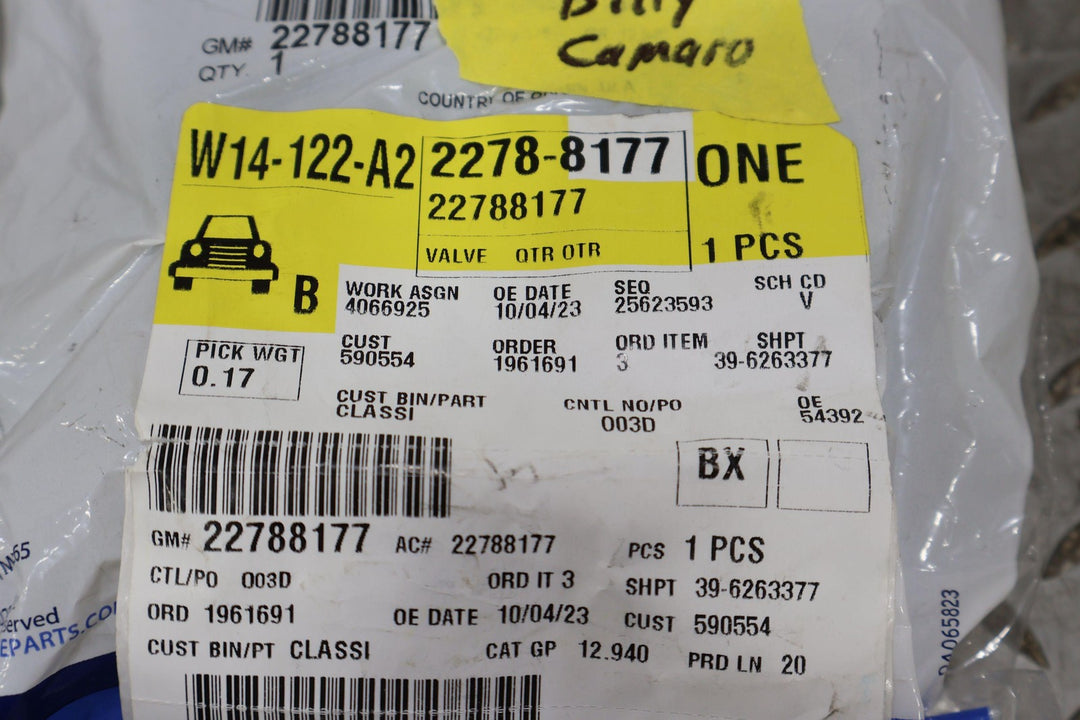 Billy
Camaro
GM# 22788177
QTY. 1
COUNTRY OF
W14-122-A2
2278-8177
22788177
VALVE QTR OTR
ONE
1 PCS
B
WORK ASGN OE DATE SEQ SCH CD
4066925 10/04/23 25623593 V
CUST ORDER ORD ITEM SHPT
590554 1961691 3 39-6263377
PICK WGT
0.17
CUST BIN/PART CNTL NO/PO OE
CLASSI 003D 54392
BX
GM# 22788177 AC# 22788177 PCS 1 PCS
CTL/PO 003D ORD IT 3 SHPT 39-6263377
ORD 1961691 OE DATE 10/04/23 CUST 590554
CUST BIN/PT CLASSI CAT GP 12.940 PRD LN 20
erved
EPARTS.CO